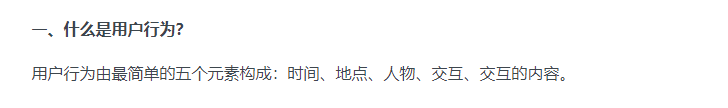 一、什么是用户行为?
用户行为由最简单的五个元素构成：时间、地点、人物、交互、交互的内容。